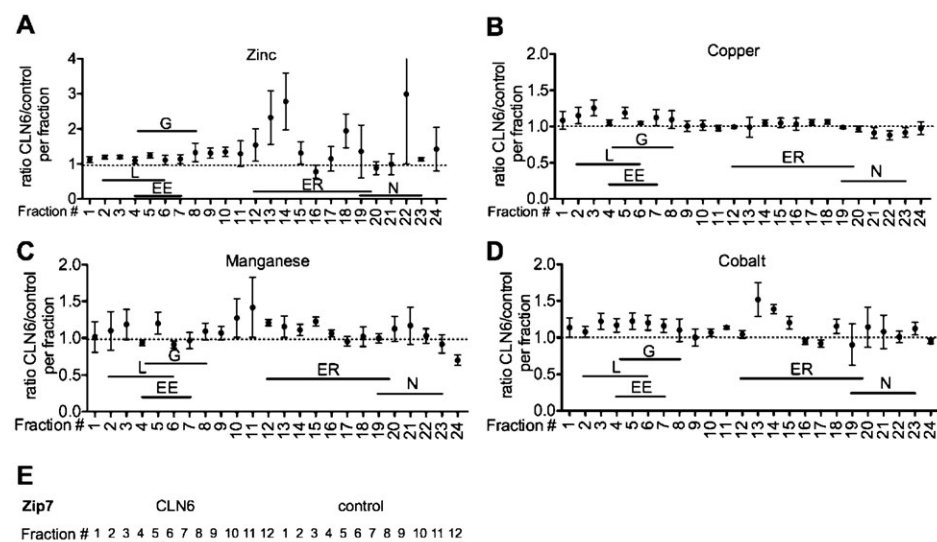 A
Zinc
ratio CLN6/control
per fraction
4
3
2
1
0
G
L
EE
ER
N
Fraction # 1 2 3 4 5 6 7 8 9 10 11 12 13 14 15 16 17 18 19 20 21 22 23 24
B
Copper
ratio CLN6/control
per fraction
2.0
1.5
1.0
0.5
0.0
G
L
EE
ER
N
Fraction # 1 2 3 4 5 6 7 8 9 10 11 12 13 14 15 16 17 18 19 20 21 22 23 24
C
Manganese
ratio CLN6/control
per fraction
2.0
1.5
1.0
0.5
0.0
G
L
EE
ER
N
Fraction # 1 2 3 4 5 6 7 8 9 10 11 12 13 14 15 16 17 18 19 20 21 22 23 24
D
Cobalt
ratio CLN6/control
per fraction
2.0
1.5
1.0
0.5
0.0
G
L
EE
ER
N
Fraction # 1 2 3 4 5 6 7 8 9 10 11 12 13 14 15 16 17 18 19 20 21 22 23 24
E
Zip7 CLN6 control
Fraction # 1 2 3 4 5 6 7 8 9 10 11 12 1 2 3 4 5 6 7 8 9 10 11 12